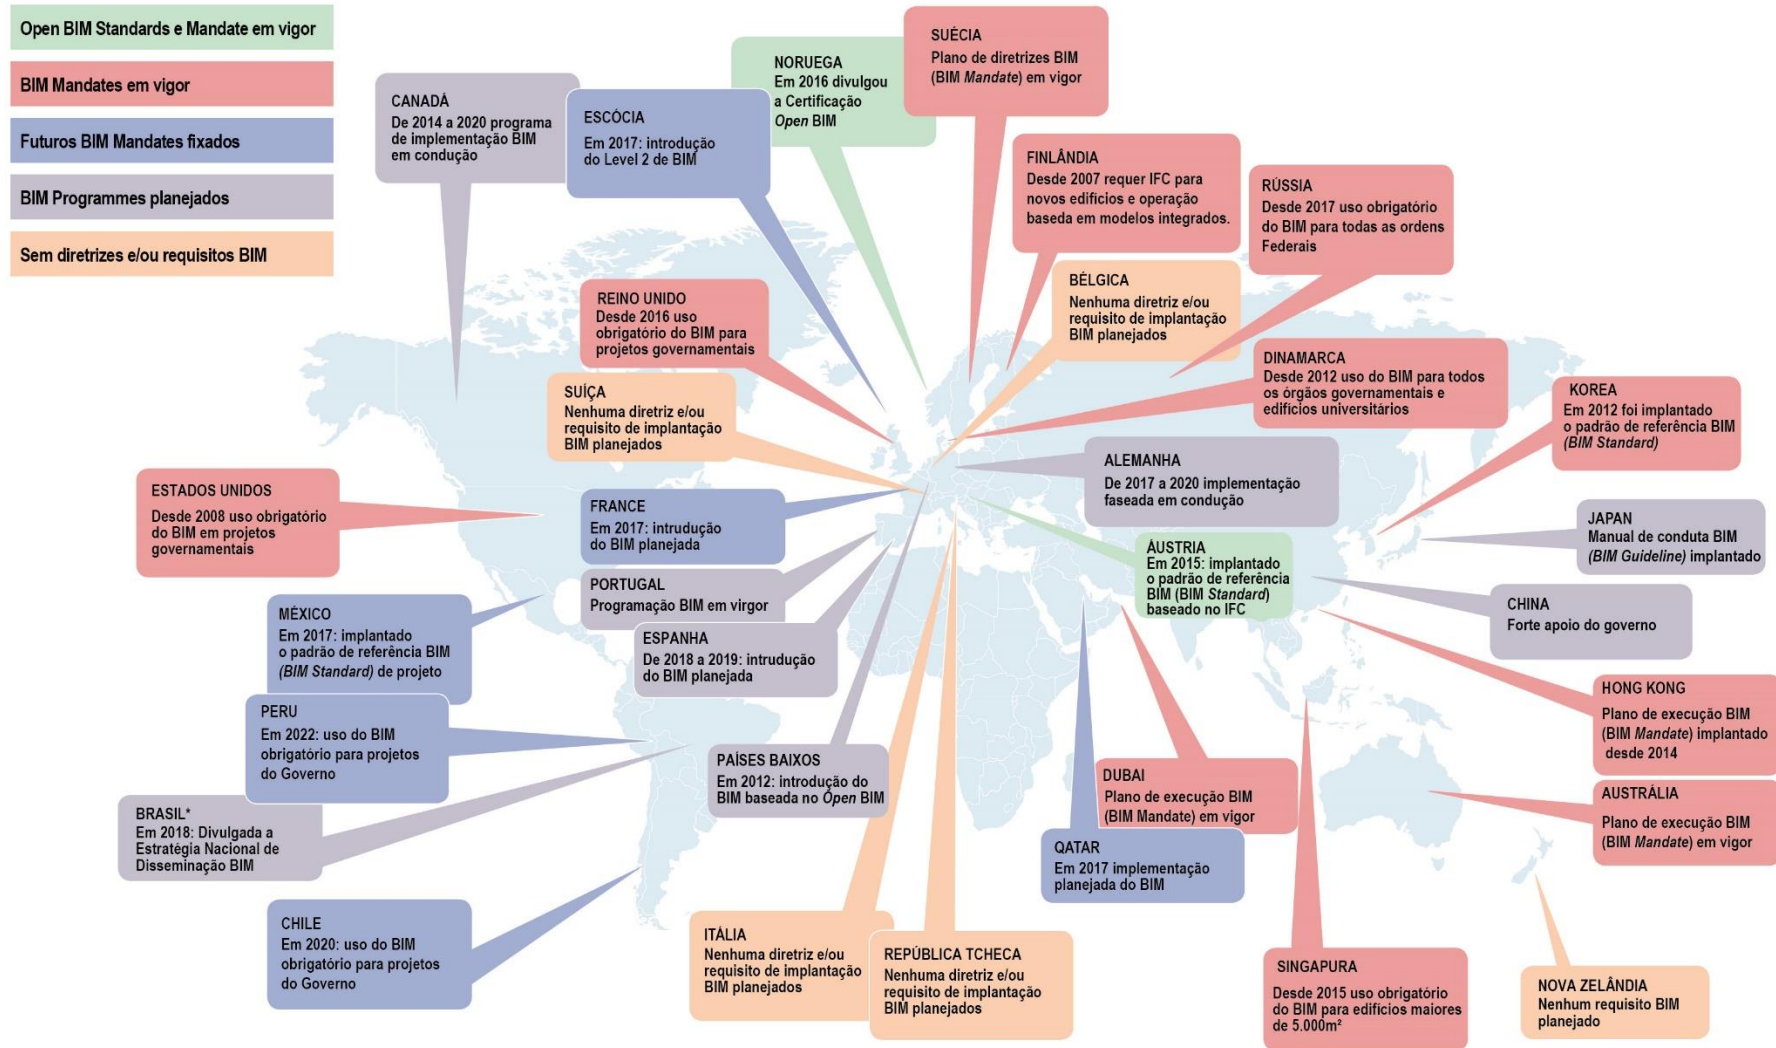 Open BIM Standards e Mandate em vigor
BIM Mandates em vigor
Futuros BIM Mandates fixados
BIM Programmes planejados
Sem diretrizes e/ou requisitos BIM
CANADÁ
De 2014 a 2020 programa
de implementação BIM
em condução
ESCÓCIA
Em 2017: introdução
do Level 2 de BIM
NORUEGA
Em 2016 divulgou
a Certificação
Open BIM
SUÉCIA
Plano de diretrizes BIM
(BIM Mandate) em vigor
FINLÂNDIA
Desde 2007 requer IFC para
novos edifícios e operação
baseda em modelos integrados.
RÚSSIA
Desde 2017 uso obrigatório
do BIM para todas as ordens
Federais
REINO UNIDO
Desde 2016 uso
obrigatório do BIM para
projetos governamentais
BÉLGICA
Nenhuma diretriz e/ou
requisito de implantação
BIM planejados
SUÍÇA
Nenhuma diretriz e/ou
requisito de implantação
BIM planejados
DINAMARCA
Desde 2012 uso do BIM para todos
os órgãos governamentais e
edifícios universitários
KOREA
Em 2012 foi implantado
o padrão de referência BIM
(BIM Standard)
ALEMANHA
De 2017 a 2020 implementação
faseada em condução
ESTADOS UNIDOS
Desde 2008 uso obrigatório
do BIM em projetos
governamentais
FRANCE
Em 2017: intrudução
do BIM planejada
JAPAN
Manual de conduta BIM
(BIM Guideline) implantado
ÁUSTRIA
Em 2015: implantado
o padrão de referência
BIM (BIM Standard)
baseado no IFC
PORTUGAL
Programação BIM em virgor
CHINA
Forte apoio do governo
MÉXICO
Em 2017: implantado
o padrão de referência BIM
(BIM Standard) de projeto
ESPANHA
De 2018 a 2019: intrudução
do BIM planejada
HONG KONG
Plano de execução BIM
(BIM Mandate) implantado
desde 2014
PERU
Em 2022: uso do BIM
obrigatório para projetos
do Governo
PAÍSES BAIXOS
Em 2012: introdução do
BIM baseada no Open BIM
DUBAI
Plano de execução BIM
(BIM Mandate) em vigor
AUSTRÁLIA
Plano de execução BIM
(BIM Mandate) em vigor
BRASIL*
Em 2018: Divulgada a
Estratégia Nacional de
Disseminação BIM
QATAR
Em 2017 implementação
planejada do BIM
CHILE
Em 2020: uso do BIM
obrigatório para projetos
do Governo
ITÁLIA
Nenhuma diretriz e/ou
requisito de implantação
BIM planejados
REPÚBLICA TCHECA
Nenhuma diretriz e/ou
requisito de implantação
BIM planejados
SINGAPURA
Desde 2015 uso obrigatório
do BIM para edifícios maiores
de 5.000m²
NOVA ZELÂNDIA
Nenhum requisito BIM
planejado